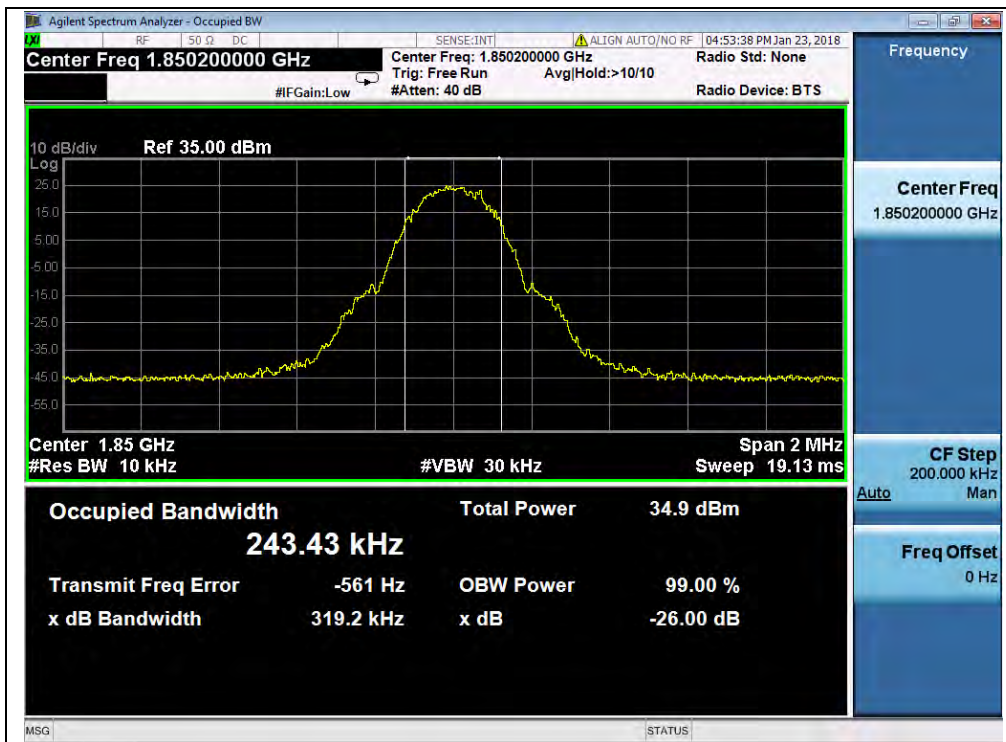 Agilent Spectrum Analyzer - Occupied BW
LXI RF 50 Ω DC SENSE:INT ALIGN AUTO/NO RF 04:53:38 PM Jan 23, 2018
Center Freq 1.850200000 GHz
Center Freq: 1.850200000 GHz
Radio Std: None
Trig: Free Run Avg|Hold:>10/10
#IFGain:Low #Atten: 40 dB Radio Device: BTS
10 dB/div Ref 35.00 dBm
Log
25.0
15.0
5.00
-5.00
-15.0
-25.0
-35.0
-45.0
-55.0
Center 1.85 GHz Span 2 MHz
#Res BW 10 kHz #VBW 30 kHz Sweep 19.13 ms
Occupied Bandwidth Total Power 34.9 dBm
243.43 kHz
Transmit Freq Error -561 Hz OBW Power 99.00 %
x dB Bandwidth 319.2 kHz x dB -26.00 dB
Frequency
Center Freq
1.850200000 GHz
CF Step
200.000 kHz
Auto Man
Freq Offset
0 Hz
MSG STATUS